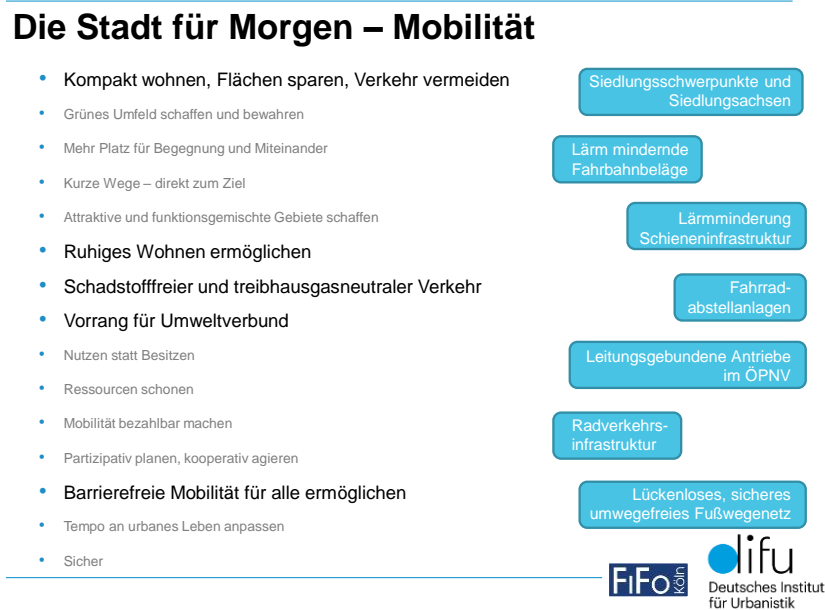 Die Stadt für Morgen – Mobilität
• Kompakt wohnen, Flächen sparen, Verkehr vermeiden
• Grünes Umfeld schaffen und bewahren
• Mehr Platz für Begegnung und Miteinander
• Kurze Wege – direkt zum Ziel
• Attraktive und funktionsgemischte Gebiete schaffen
• Ruhiges Wohnen ermöglichen
• Schadstofffreier und treibhausgasneutraler Verkehr
• Vorrang für Umweltverbund
• Nutzen statt Besitzen
• Ressourcen schonen
• Mobilität bezahlbar machen
• Partizipativ planen, kooperativ agieren
• Barrierefreie Mobilität für alle ermöglichen
• Tempo an urbanes Leben anpassen
• Sicher
Siedlungsschwerpunkte und
Siedlungsachsen
Lärm mindernde
Fahrbahnbeläge
Lärmminderung
Schieneninfrastruktur
Fahrrad-
abstellanlagen
Leitungsgebundene Antriebe
im ÖPNV
Radverkehrs-
infrastruktur
Lückenloses, sicheres
umwegefreies Fußwegenetz
FiFo Köln
difu
Deutsches Institut
für Urbanistik